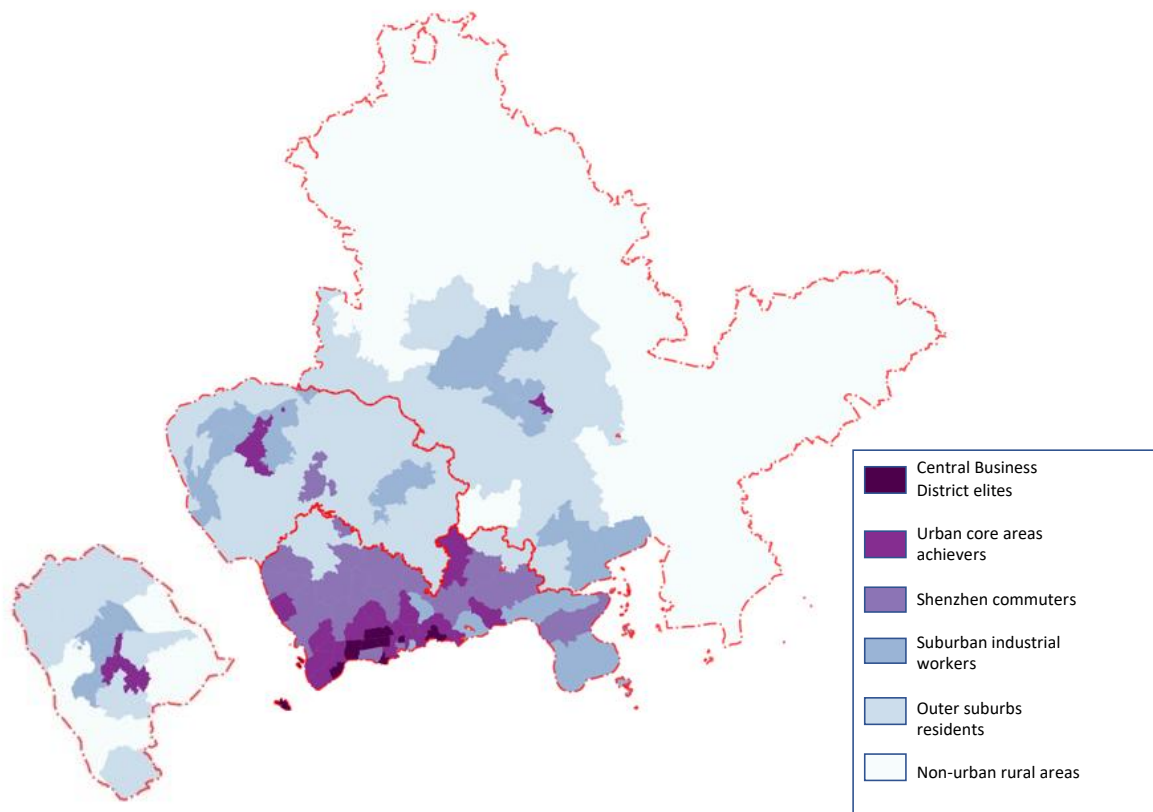 Central Business
District elites
Urban core areas
achievers
Shenzhen commuters
Suburban industrial
workers
Outer suburbs
residents
Non-urban rural areas